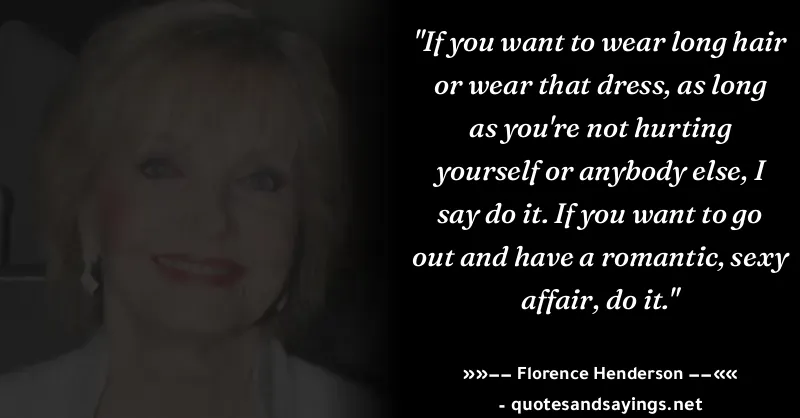 "If you want to wear long hair
or wear that dress, as long
as you're not hurting
yourself or anybody else, I
say do it. If you want to go
out and have a romantic, sexy
affair, do it."
»»–– Florence Henderson ––««
- quotesandsayings.net